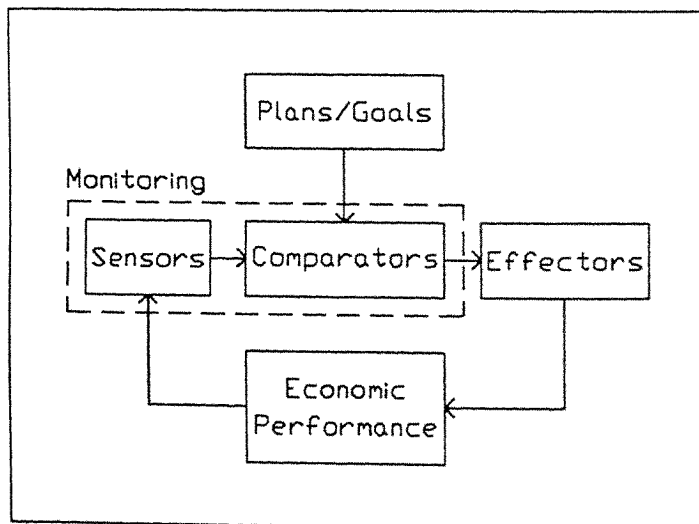 Plans/Goals
Monitoring
Sensors
Comparators
Effectors
Economic
Performance